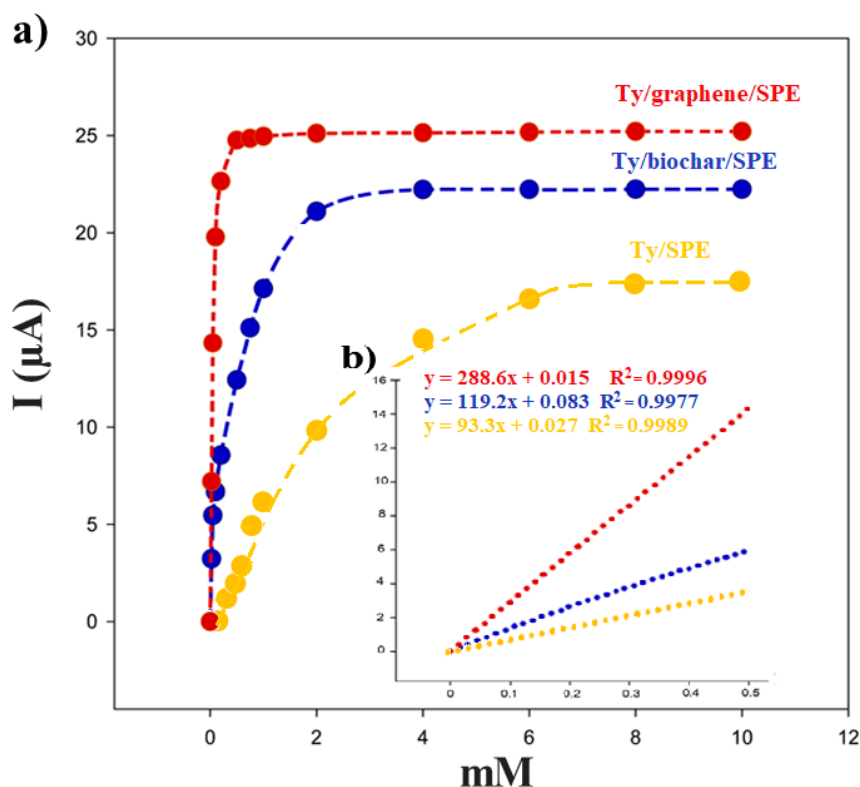 a)
30
25
20
15
10
5
0
I (µA)
Ty/graphene/SPE
Ty/biochar/SPE
Ty/SPE
b)
y = 288.6x + 0.015 R² = 0.9996
y = 119.2x + 0.083 R² = 0.9977
y = 93.3x + 0.027 R² = 0.9989
16
14
12
10
8
6
4
2
0
0 0.1 0.2 0.3 0.4 0.5
0 2 4 6 8 10 12
mM